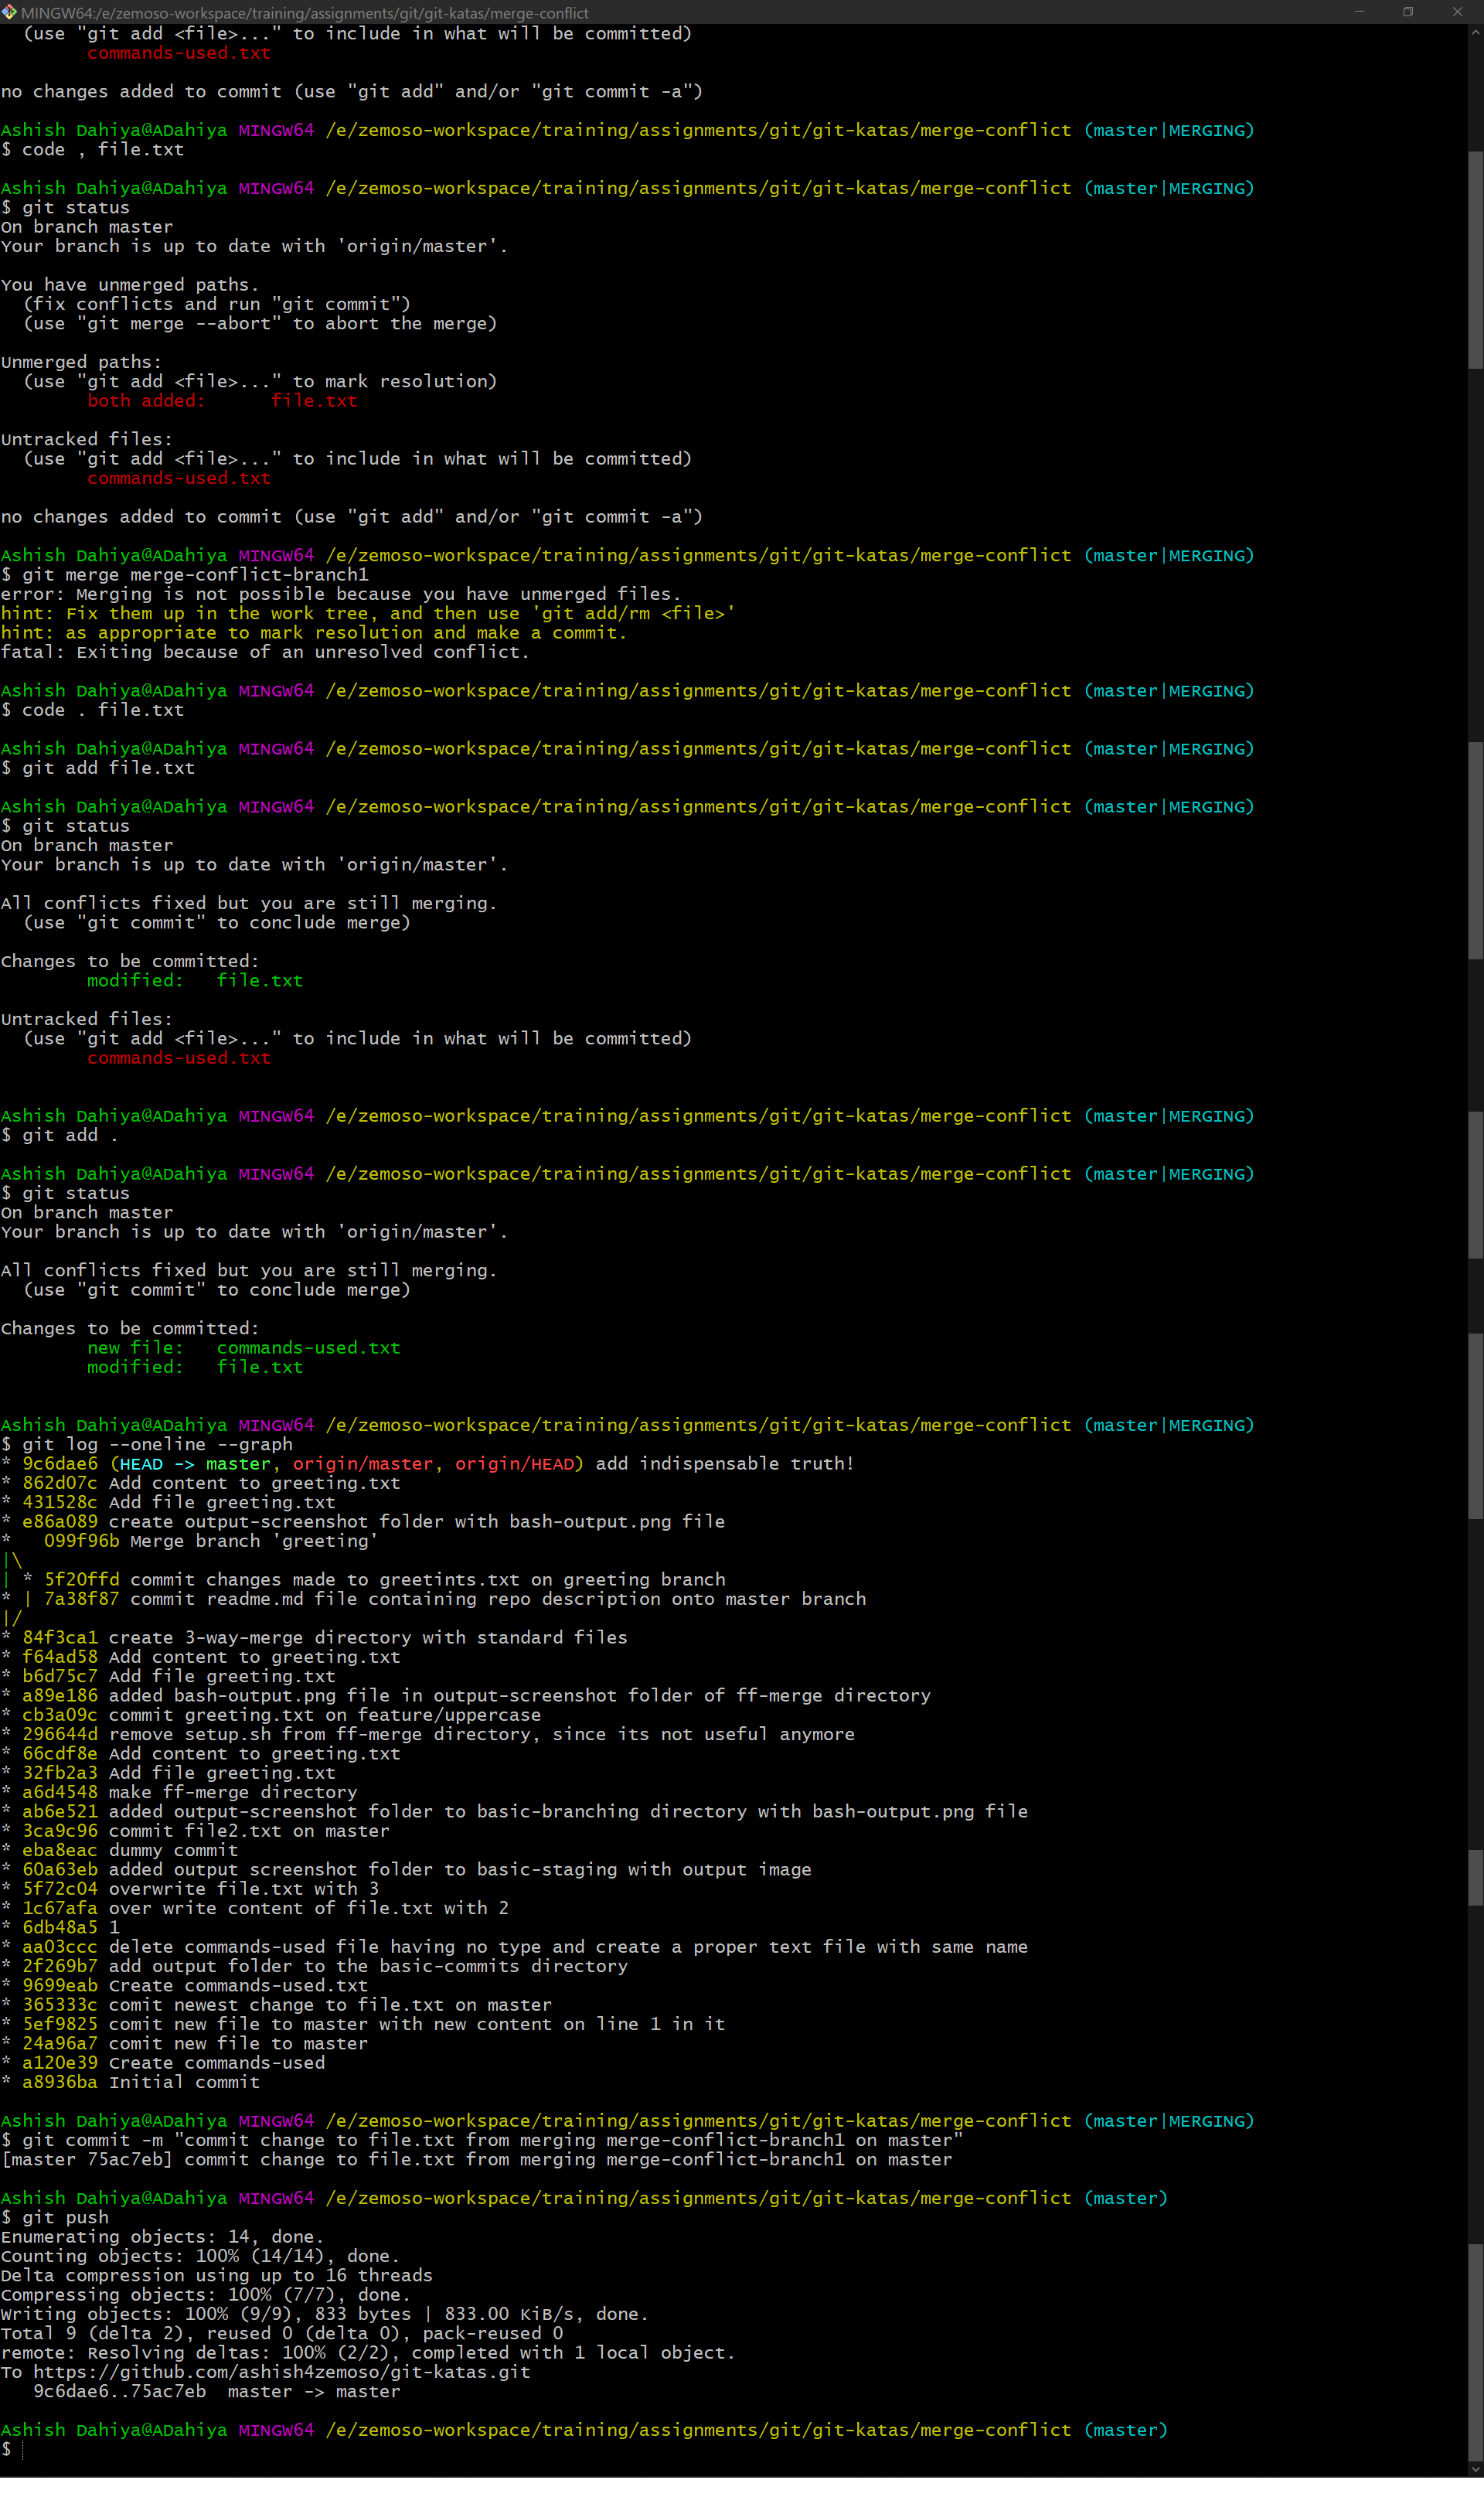 MINGW64:/e/zemoso-workspace/training/assignments/git/git-katas/merge-conflict
  (use "git add <file>..." to include in what will be committed)
        commands-used.txt

no changes added to commit (use "git add" and/or "git commit -a")

Ashish Dahiya@ADahiya MINGW64 /e/zemoso-workspace/training/assignments/git/git-katas/merge-conflict (master|MERGING)
$ code , file.txt

Ashish Dahiya@ADahiya MINGW64 /e/zemoso-workspace/training/assignments/git/git-katas/merge-conflict (master|MERGING)
$ git status
On branch master
Your branch is up to date with 'origin/master'.

You have unmerged paths.
  (fix conflicts and run "git commit")
  (use "git merge --abort" to abort the merge)

Unmerged paths:
  (use "git add <file>..." to mark resolution)
        both added:      file.txt

Untracked files:
  (use "git add <file>..." to include in what will be committed)
        commands-used.txt

no changes added to commit (use "git add" and/or "git commit -a")

Ashish Dahiya@ADahiya MINGW64 /e/zemoso-workspace/training/assignments/git/git-katas/merge-conflict (master|MERGING)
$ git merge merge-conflict-branch1
error: Merging is not possible because you have unmerged files.
hint: Fix them up in the work tree, and then use 'git add/rm <file>'
hint: as appropriate to mark resolution and make a commit.
fatal: Exiting because of an unresolved conflict.

Ashish Dahiya@ADahiya MINGW64 /e/zemoso-workspace/training/assignments/git/git-katas/merge-conflict (master|MERGING)
$ code . file.txt

Ashish Dahiya@ADahiya MINGW64 /e/zemoso-workspace/training/assignments/git/git-katas/merge-conflict (master|MERGING)
$ git add file.txt

Ashish Dahiya@ADahiya MINGW64 /e/zemoso-workspace/training/assignments/git/git-katas/merge-conflict (master|MERGING)
$ git status
On branch master
Your branch is up to date with 'origin/master'.

All conflicts fixed but you are still merging.
  (use "git commit" to conclude merge)

Changes to be committed:
        modified:   file.txt

Untracked files:
  (use "git add <file>..." to include in what will be committed)
        commands-used.txt


Ashish Dahiya@ADahiya MINGW64 /e/zemoso-workspace/training/assignments/git/git-katas/merge-conflict (master|MERGING)
$ git add .

Ashish Dahiya@ADahiya MINGW64 /e/zemoso-workspace/training/assignments/git/git-katas/merge-conflict (master|MERGING)
$ git status
On branch master
Your branch is up to date with 'origin/master'.

All conflicts fixed but you are still merging.
  (use "git commit" to conclude merge)

Changes to be committed:
        new file:   commands-used.txt
        modified:   file.txt


Ashish Dahiya@ADahiya MINGW64 /e/zemoso-workspace/training/assignments/git/git-katas/merge-conflict (master|MERGING)
$ git log --oneline --graph
* 9c6dae6 (HEAD -> master, origin/master, origin/HEAD) add indispensable truth!
* 862d07c Add content to greeting.txt
* 431528c Add file greeting.txt
* e86a089 create output-screenshot folder with bash-output.png file
*   099f96b Merge branch 'greeting'
|\
| * 5f20ffd commit changes made to greetints.txt on greeting branch
* | 7a38f87 commit readme.md file containing repo description onto master branch
|/
* 84f3ca1 create 3-way-merge directory with standard files
* f64ad58 Add content to greeting.txt
* b6d75c7 Add file greeting.txt
* a89e186 added bash-output.png file in output-screenshot folder of ff-merge directory
* cb3a09c commit greeting.txt on feature/uppercase
* 296644d remove setup.sh from ff-merge directory, since its not useful anymore
* 66cdf8e Add content to greeting.txt
* 32fb2a3 Add file greeting.txt
* a6d4548 make ff-merge directory
* ab6e521 added output-screenshot folder to basic-branching directory with bash-output.png file
* 3ca9c96 commit file2.txt on master
* eba8eac dummy commit
* 60a63eb added output screenshot folder to basic-staging with output image
* 5f72c04 overwrite file.txt with 3
* 1c67afa over write content of file.txt with 2
* 6db48a5 1
* aa03ccc delete commands-used file having no type and create a proper text file with same name
* 2f269b7 add output folder to the basic-commits directory
* 9699eab Create commands-used.txt
* 365333c comit newest change to file.txt on master
* 5ef9825 comit new file to master with new content on line 1 in it
* 24a96a7 comit new file to master
* a120e39 Create commands-used
* a8936ba Initial commit

Ashish Dahiya@ADahiya MINGW64 /e/zemoso-workspace/training/assignments/git/git-katas/merge-conflict (master|MERGING)
$ git commit -m "commit change to file.txt from merging merge-conflict-branch1 on master"
[master 75ac7eb] commit change to file.txt from merging merge-conflict-branch1 on master

Ashish Dahiya@ADahiya MINGW64 /e/zemoso-workspace/training/assignments/git/git-katas/merge-conflict (master)
$ git push
Enumerating objects: 14, done.
Counting objects: 100% (14/14), done.
Delta compression using up to 16 threads
Compressing objects: 100% (7/7), done.
Writing objects: 100% (9/9), 833 bytes | 833.00 KiB/s, done.
Total 9 (delta 2), reused 0 (delta 0), pack-reused 0
remote: Resolving deltas: 100% (2/2), completed with 1 local object.
To https://github.com/ashish4zemoso/git-katas.git
   9c6dae6..75ac7eb  master -> master

Ashish Dahiya@ADahiya MINGW64 /e/zemoso-workspace/training/assignments/git/git-katas/merge-conflict (master)
$